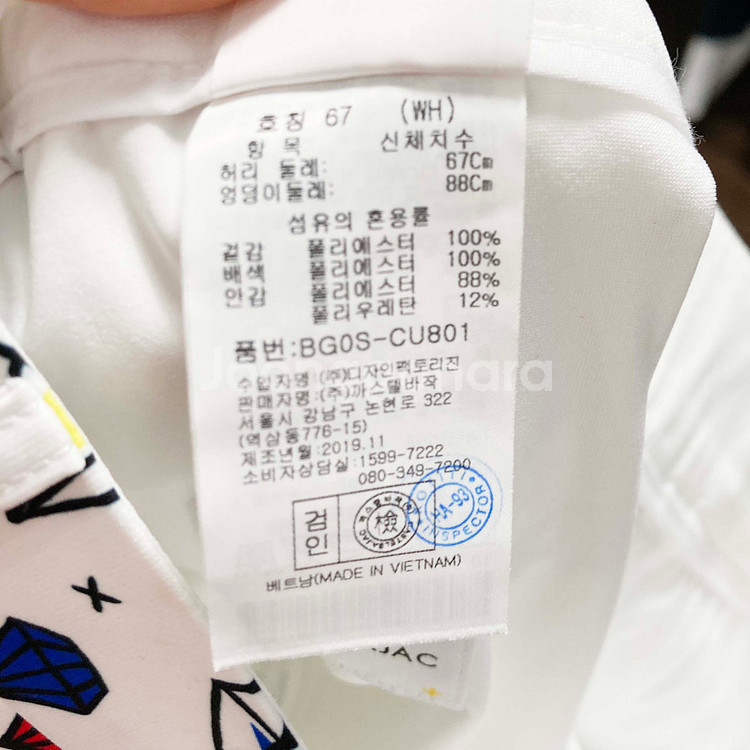 호칭 67 (WH)
항 목 신체치수
허리 둘레: 67Cm
엉덩이둘레: 88Cm
섬유의 혼용률
겉감 폴리에스터 100%
배색 폴리에스터 100%
안감 폴리에스터 88%
폴리우레탄 12%
품번:BG0S-CU801
수입자명:(주)디자인팩토리진
판매자명:(주)까스텔바작
서울시 강남구 논현로 322
(역삼동776-15)
제조년월:2019.11
소비자상담실:1599-7222
080-349-7200
검인
檢
HA-93
INSPECTOR
베트남(MADE IN VIETNAM)
JAC